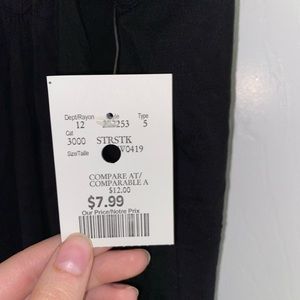 Dept/Rayon Type
12 253 5
Cat
3000 STRSTK
Size/Taille W0419
COMPARE AT/
COMPARABLE A
$12.00
$7.99
Our Price/Notre Prix